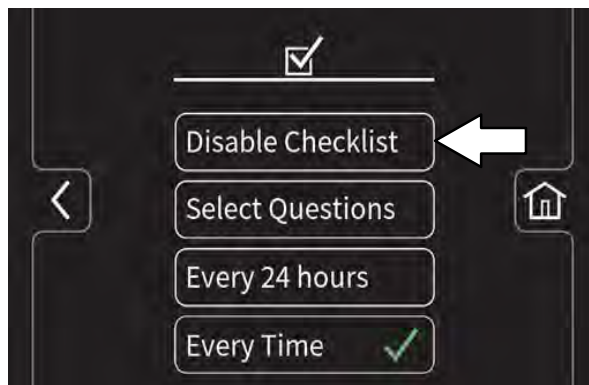 Disable Checklist
Select Questions
Every 24 hours
Every Time